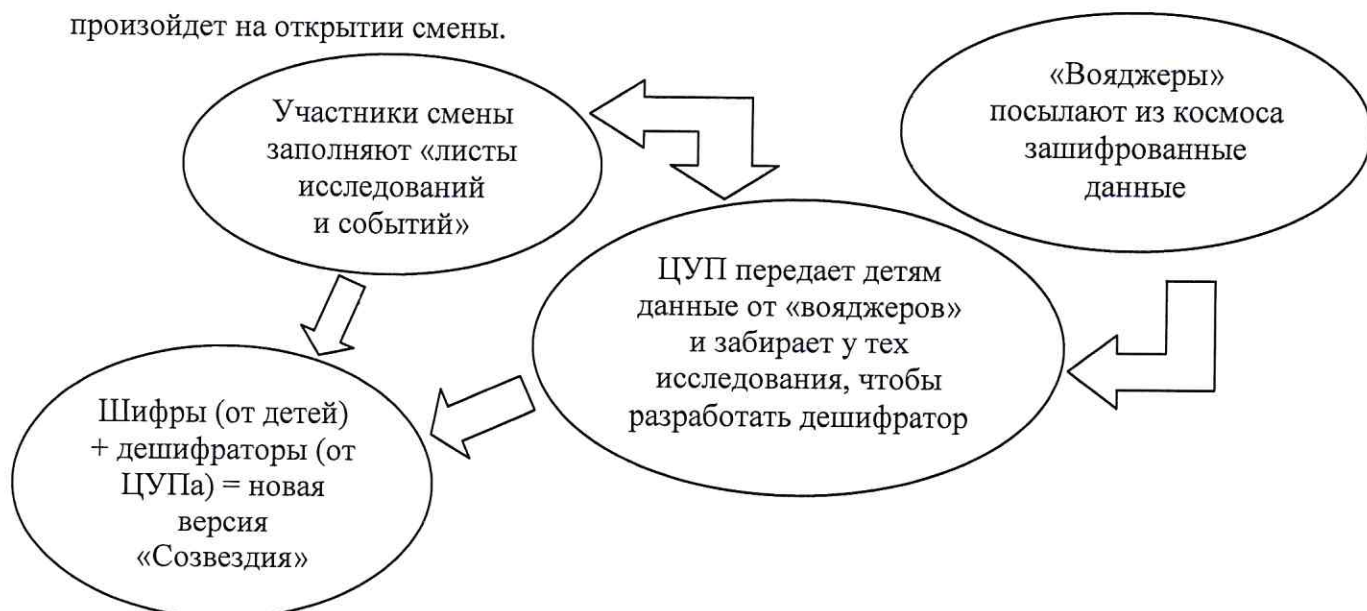 произойдет на открытии смены.
Участники смены
заполняют «листы
исследований
и событий»
«Вояджеры»
посылают из космоса
зашифрованные
данные
ЦУП передает детям
данные от «вояджеров»
и забирает у тех
исследования, чтобы
разработать дешифратор
Шифры (от детей)
+ дешифраторы (от
ЦУПа) = новая
версия
«Созвездия»